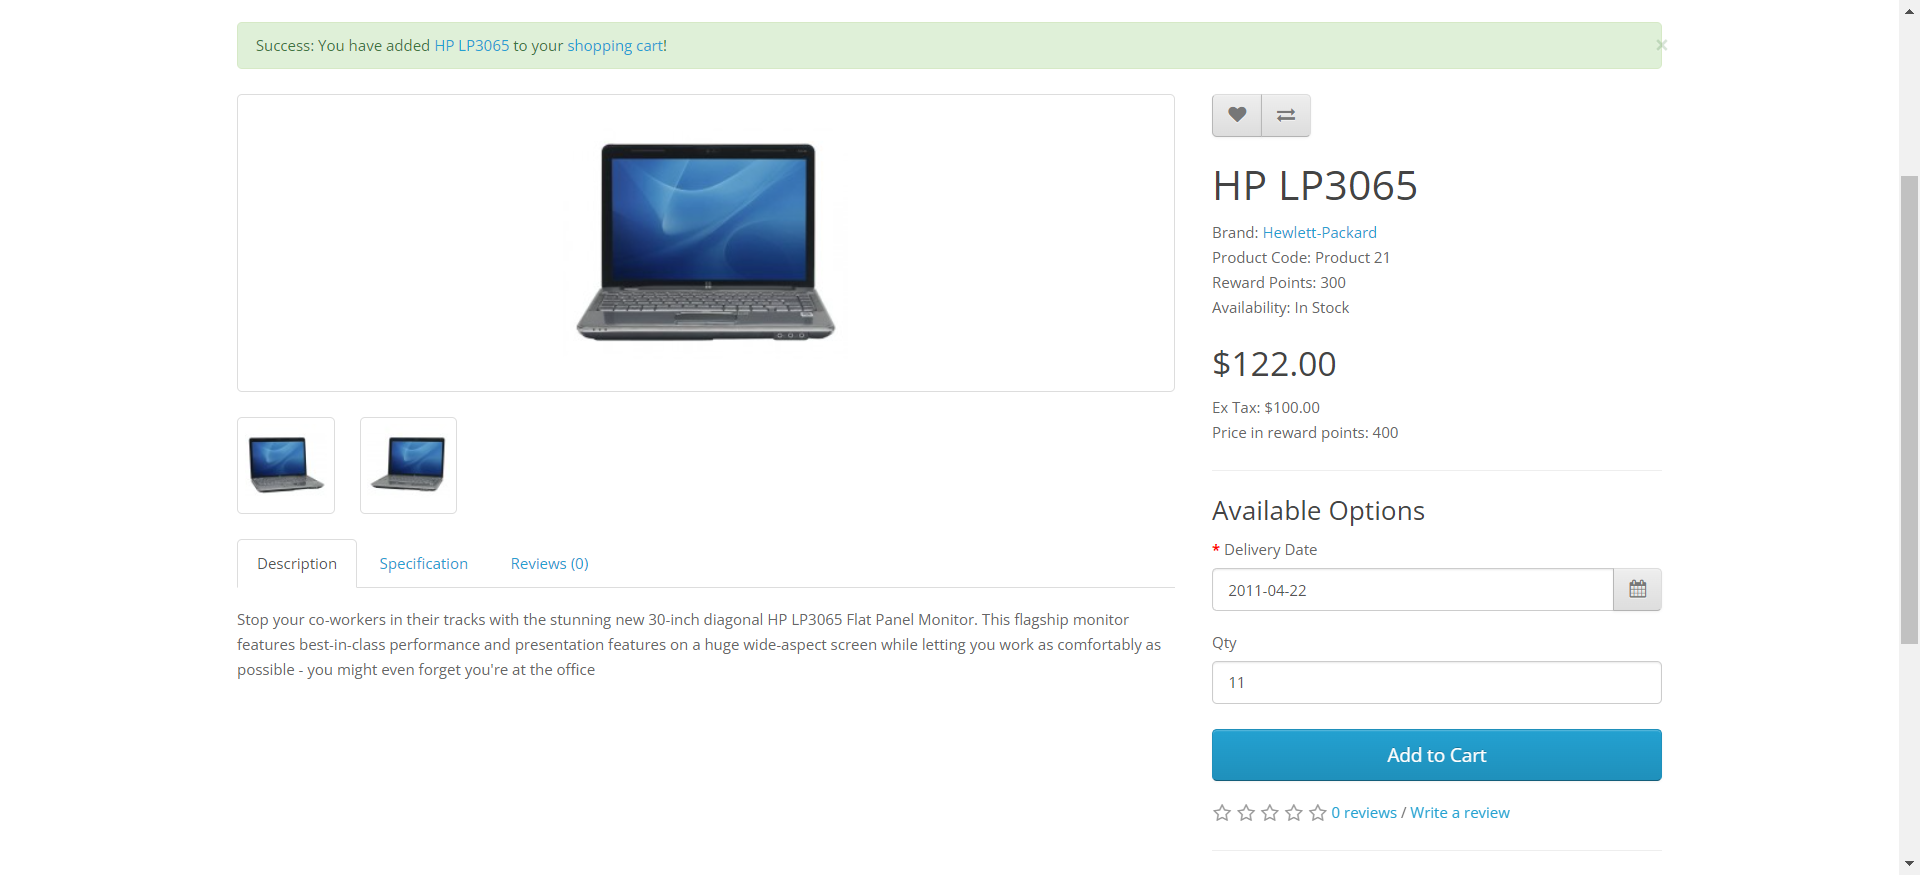 Success: You have added HP LP3065 to your shopping cart!
×
HP LP3065
Brand: Hewlett-Packard
Product Code: Product 21
Reward Points: 300
Availability: In Stock
$122.00
Ex Tax: $100.00
Price in reward points: 400
Available Options
* Delivery Date
2011-04-22
Qty
11
Add to Cart
0 reviews / Write a review
Description Specification Reviews (0)
Stop your co-workers in their tracks with the stunning new 30-inch diagonal HP LP3065 Flat Panel Monitor. This flagship monitor
features best-in-class performance and presentation features on a huge wide-aspect screen while letting you work as comfortably as
possible - you might even forget you're at the office